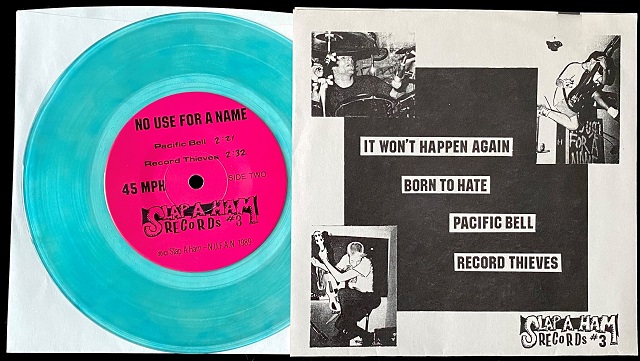 NO USE FOR A NAME
Pacific Bell 2:21
Record Thieves 2:32
45 MPH
SIDE TWO
SLAP A HAM
RECORDS #3
IT WON'T HAPPEN AGAIN
BORN TO HATE
PACIFIC BELL
RECORD THIEVES
SLAP A HAM
RECORDS #3